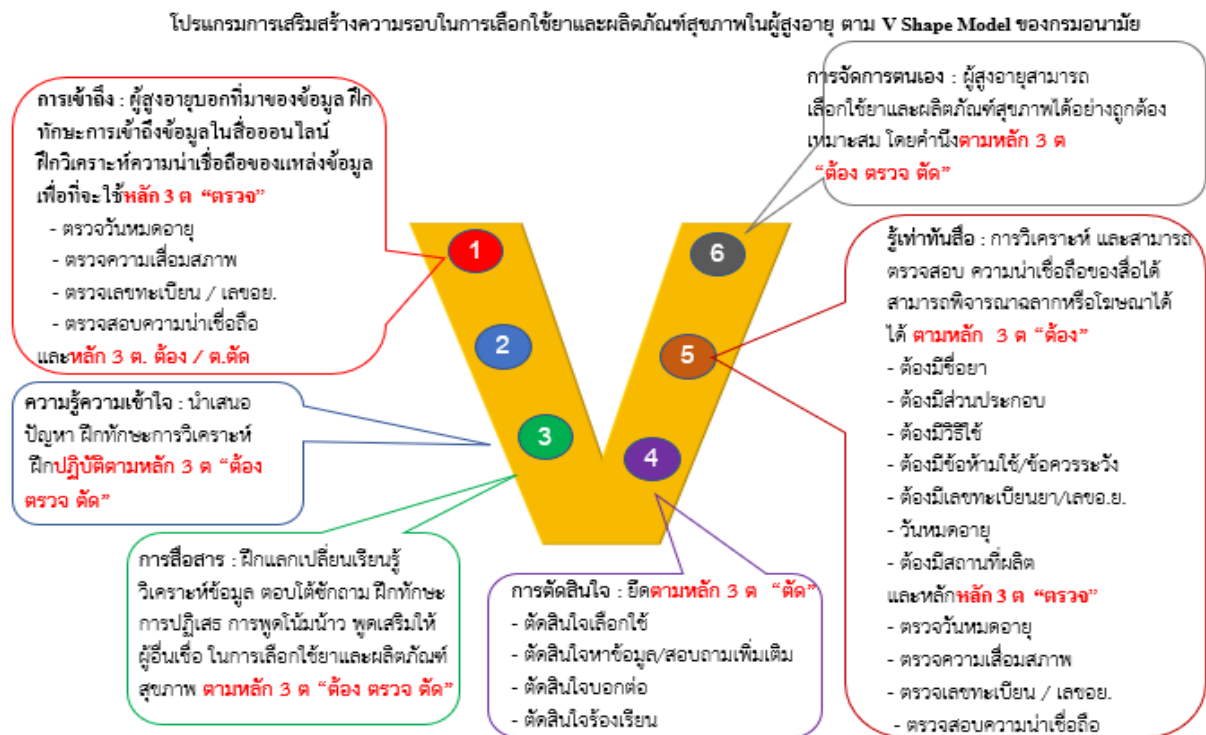 โปรแกรมการเสริมสร้างความรอบในการเลือกใช้ยาและผลิตภัณฑ์สุขภาพในผู้สูงอายุ ตาม V Shape Model ของกรมอนามัย
การเข้าถึง : ผู้สูงอายุบอกที่มาของข้อมูล ฝึก
ทักษะการเข้าถึงข้อมูลในสื่อออนไลน์
ฝึกวิเคราะห์ความน่าเชื่อถือของแหล่งข้อมูล
เพื่อที่จะใช้หลัก 3 ต “ตรวจ”
- ตรวจวันหมดอายุ
- ตรวจความเสื่อมสภาพ
- ตรวจเลขทะเบียน / เลขอย.
- ตรวจสอบความน่าเชื่อถือ
และหลัก 3 ต. ต้อง / ต.ตัด
1
ความรู้ความเข้าใจ : นำเสนอ
ปัญหา ฝึกทักษะการวิเคราะห์
ฝึกปฏิบัติตามหลัก 3 ต “ต้อง
ตรวจ ตัด”
2
การสื่อสาร : ฝึกแลกเปลี่ยนเรียนรู้
วิเคราะห์ข้อมูล ตอบโต้ซักถาม ฝึกทักษะ
การปฏิเสธ การพูดโน้มน้าว พูดเสริมให้
ผู้อื่นเชื่อ ในการเลือกใช้ยาและผลิตภัณฑ์
สุขภาพ ตามหลัก 3 ต “ต้อง ตรวจ ตัด”
3
4
การตัดสินใจ : ยึดตามหลัก 3 ต “ตัด”
- ตัดสินใจเลือกใช้
- ตัดสินใจหาข้อมูล/สอบถามเพิ่มเติม
- ตัดสินใจบอกต่อ
- ตัดสินใจร้องเรียน
5
รู้เท่าทันสื่อ : การวิเคราะห์ และสามารถ
ตรวจสอบ ความน่าเชื่อถือของสื่อได้
สามารถพิจารณาฉลากหรือโฆษณาได้
ได้ ตามหลัก 3 ต “ต้อง”
- ต้องมีชื่อยา
- ต้องมีส่วนประกอบ
- ต้องมีวิธีใช้
- ต้องมีข้อห้ามใช้/ข้อควรระวัง
- ต้องมีเลขทะเบียนยา/เลขอ.ย.
- วันหมดอายุ
- ต้องมีสถานที่ผลิต
และหลักหลัก 3 ต “ตรวจ”
- ตรวจวันหมดอายุ
- ตรวจความเสื่อมสภาพ
- ตรวจเลขทะเบียน / เลขอย.
- ตรวจสอบความน่าเชื่อถือ
6
การจัดการตนเอง : ผู้สูงอายุสามารถ
เลือกใช้ยาและผลิตภัณฑ์สุขภาพได้อย่างถูกต้อง
เหมาะสม โดยคำนึงตามหลัก 3 ต
“ต้อง ตรวจ ตัด”